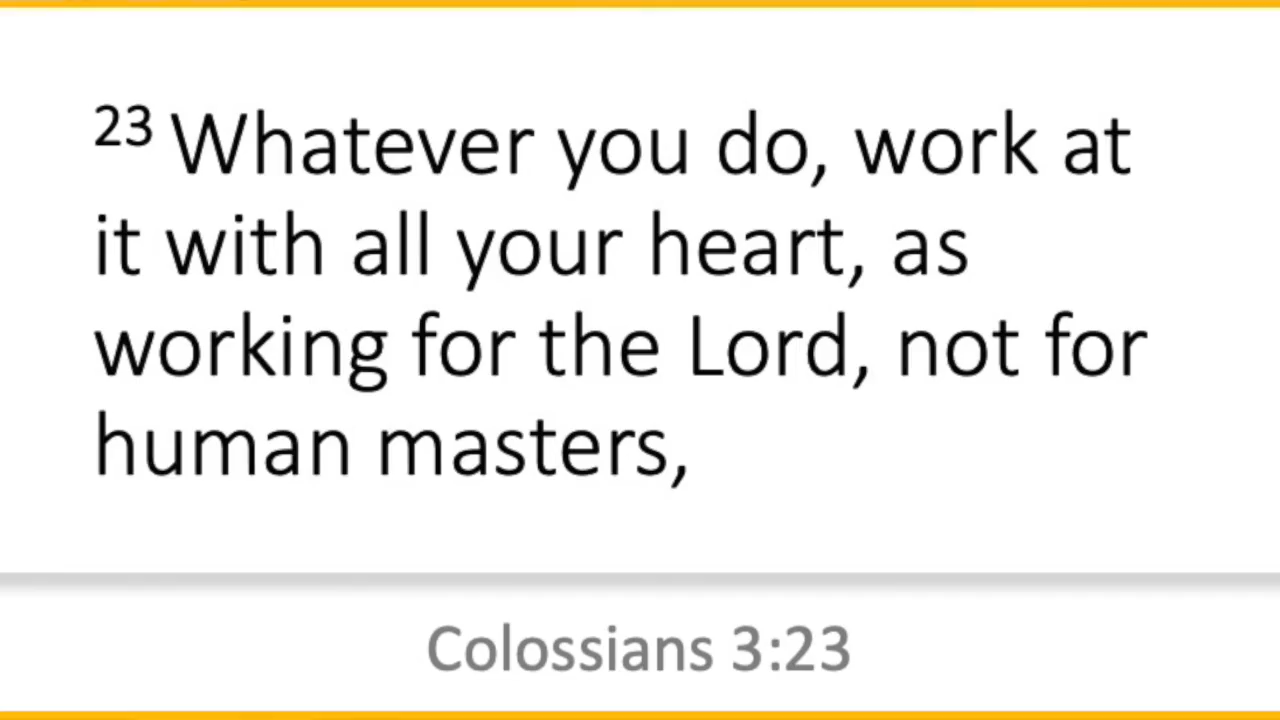 23 Whatever you do, work at
it with all your heart, as
working for the Lord, not for
human masters,
Colossians 3:23